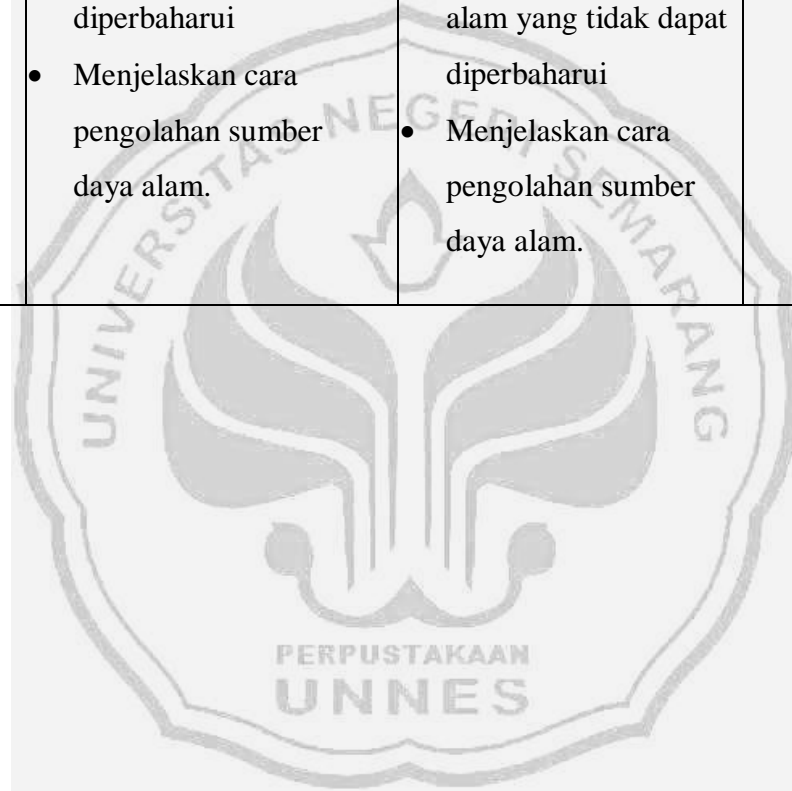 diperbaharui
• Menjelaskan cara
pengolahan sumber
daya alam.
alam yang tidak dapat
diperbaharui
• Menjelaskan cara
pengolahan sumber
daya alam.
UNIVERSITAS NEGERI SEMARANG
PERPUSTAKAAN
UNNES